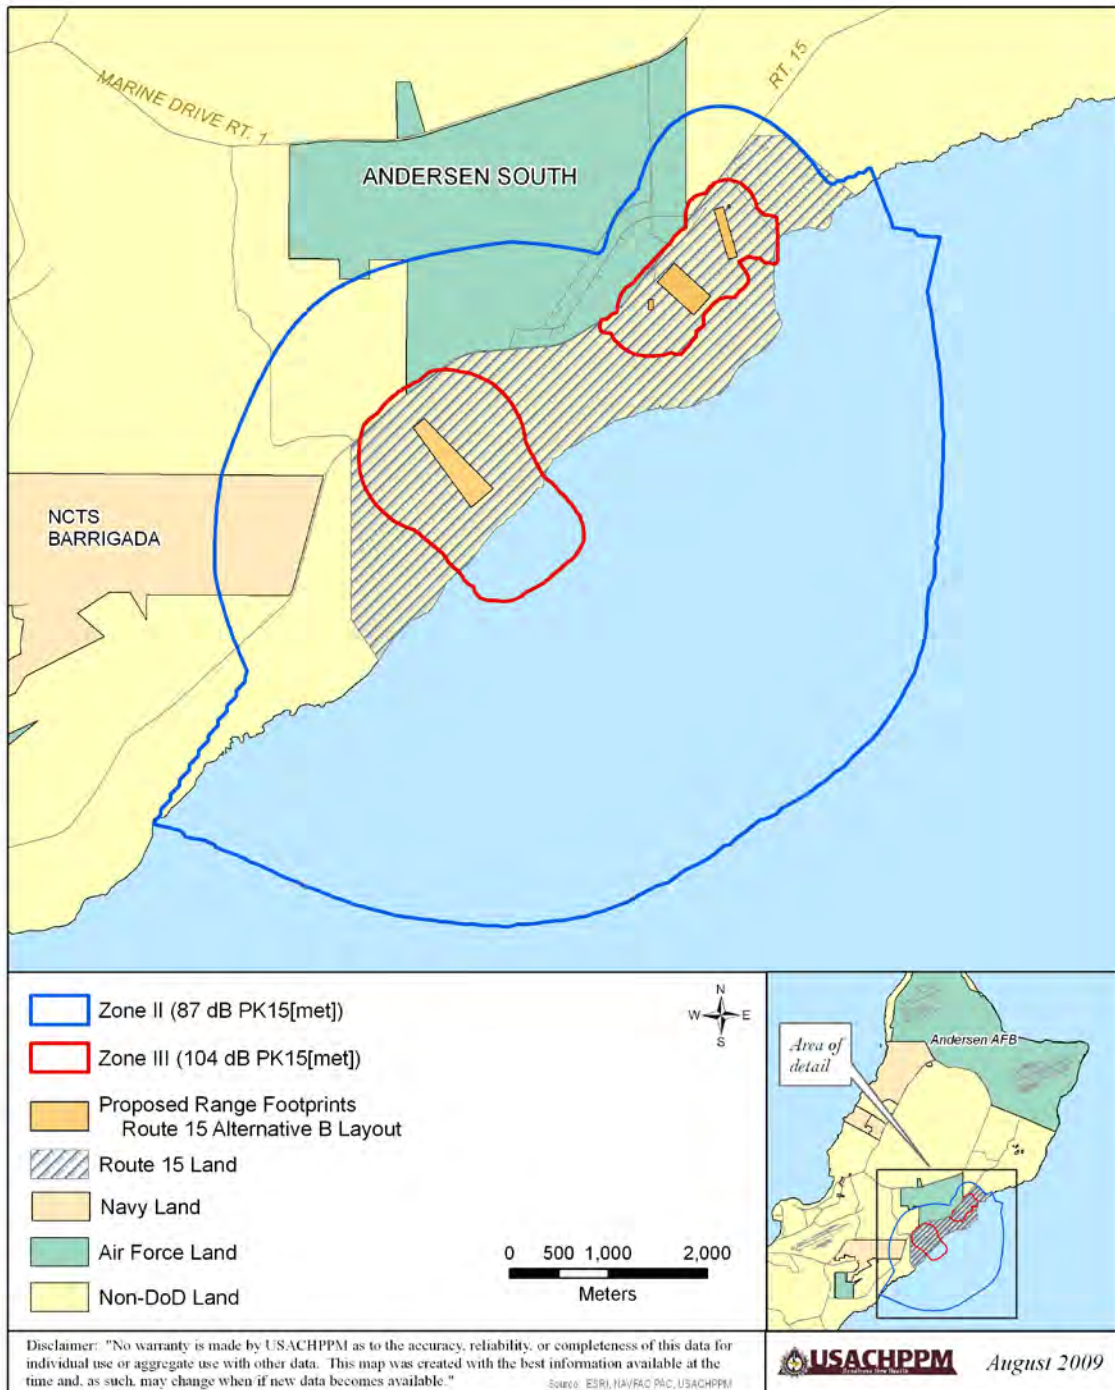 MARINE DRIVE RT. 1
RT. 15
ANDERSEN SOUTH
NCTS
BARRIGADA
Zone II (87 dB PK15[met])
Zone III (104 dB PK15[met])
Proposed Range Footprints
Route 15 Alternative B Layout
Route 15 Land
Navy Land
Air Force Land
Non-DoD Land
N
W E
S
0 500 1,000 2,000
Meters
Andersen AFB
Area of
detail
Disclaimer: "No warranty is made by USACHPPM as to the accuracy, reliability, or completeness of this data for
individual use or aggregate use with other data. This map was created with the best information available at the
time and, as such, may change when if new data becomes available."
Source: ESRI, NAVFAC PAC, USACHPPM
USACHPPM
August 2009